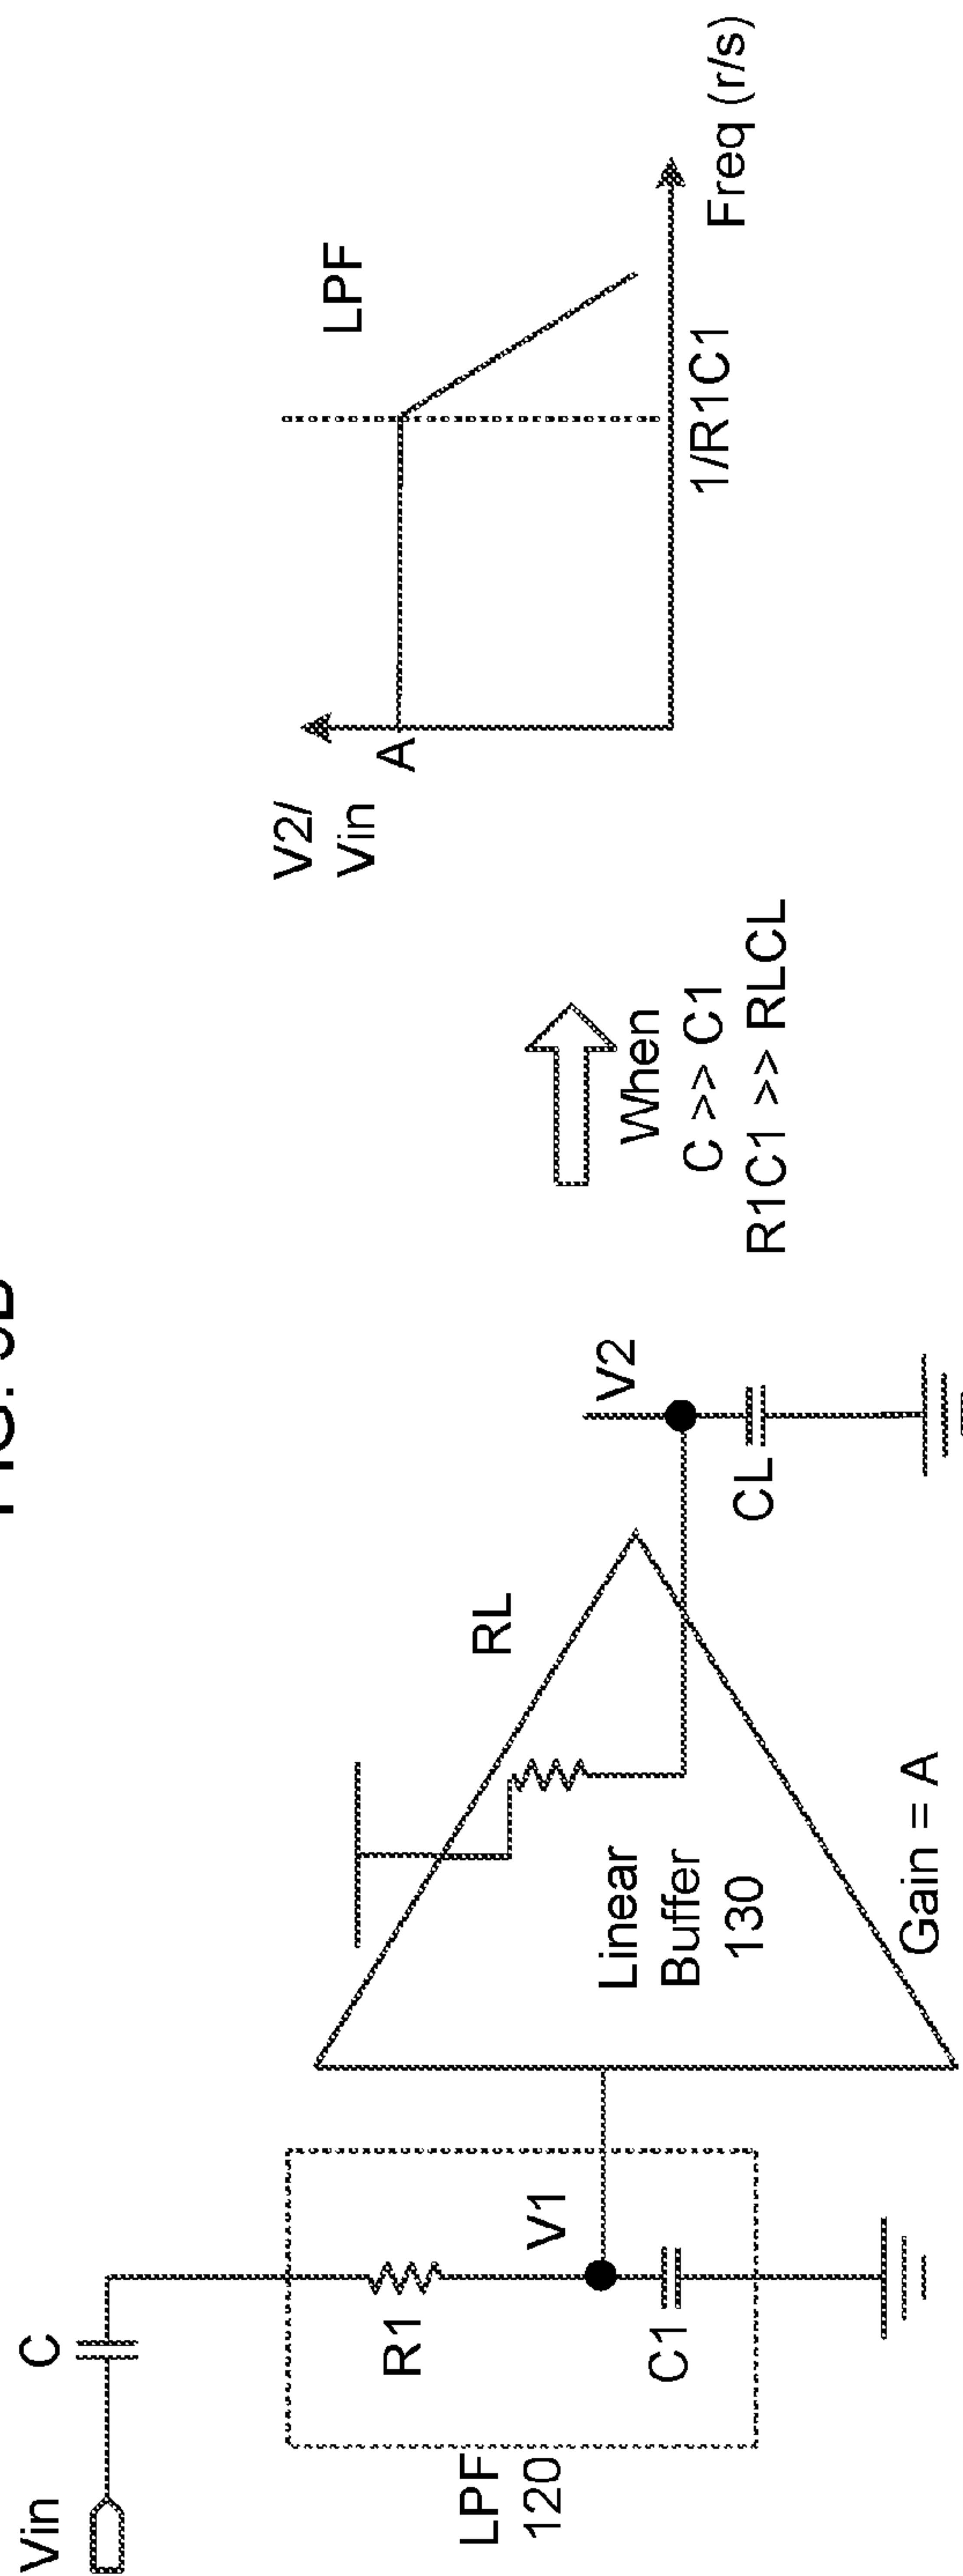 FIG.
Vin
C
LPF
120
R1
V1
C1
Linear
Buffer
130
RL
Gain = A
V2
CL
When
C >> C1
R1C1 >> RLCL
V2/
Vin
A
LPF
1/R1C1
Freq (r/s)